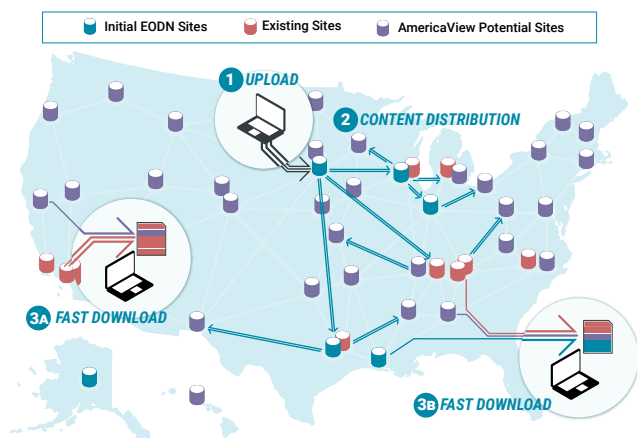 Initial EODN Sites Existing Sites AmericaView Potential Sites
1 UPLOAD
2 CONTENT DISTRIBUTION
3A FAST DOWNLOAD
3B FAST DOWNLOAD